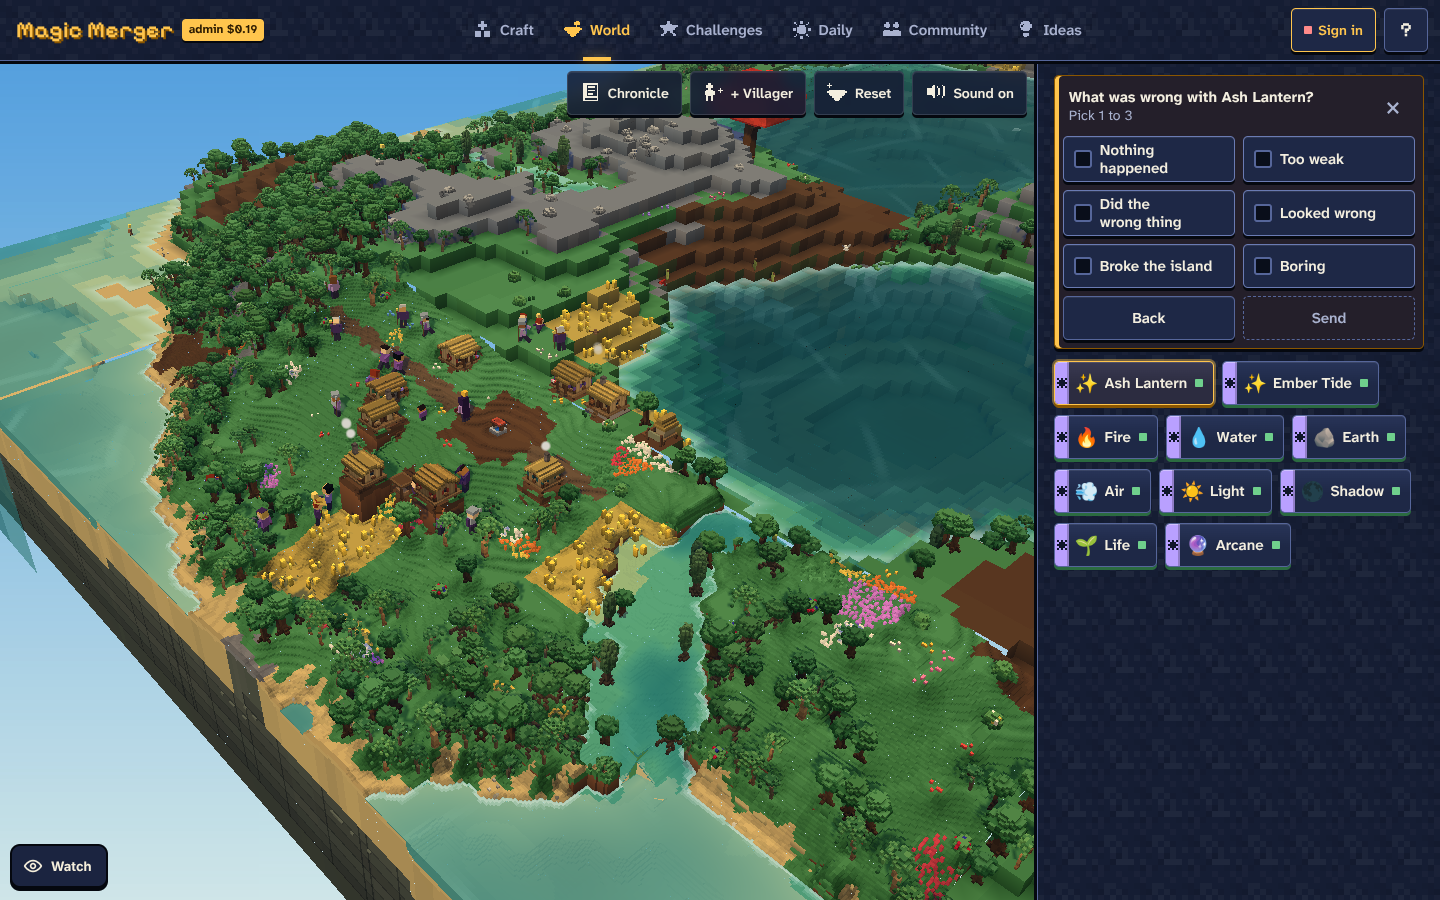 Magic Merger
admin $0.19
Craft
World
Challenges
Daily
Community
Ideas
Sign in
?
Chronicle
+ Villager
Reset
Sound on
What was wrong with Ash Lantern?
Pick 1 to 3
Nothing
happened
Too weak
Did the
wrong thing
Looked wrong
Broke the island
Boring
Back
Send
Ash Lantern
Ember Tide
Fire
Water
Earth
Air
Light
Shadow
Life
Arcane
Watch